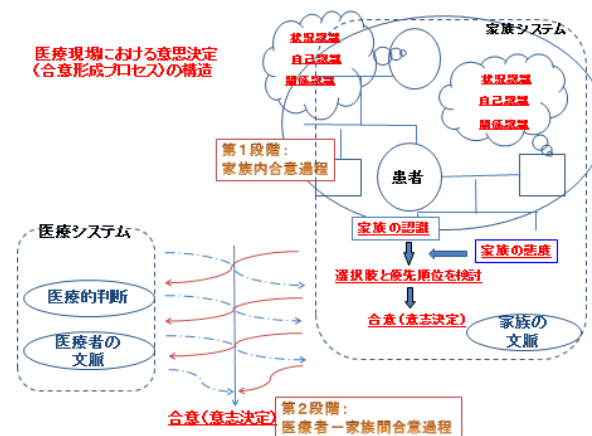 医療現場における意思決定
(合意形成プロセス)の構造
家族システム
状況認識
自己認識
関係認識
状況認識
自己認識
関係認識
第1段階:
家族内合意過程
患者
家族の認識
家族の態度
選択肢と優先順位を検討
合意(意志決定)
家族の
文脈
医療システム
医療的判断
医療者の
文脈
合意(意志決定)
第2段階:
医療者-家族間合意過程